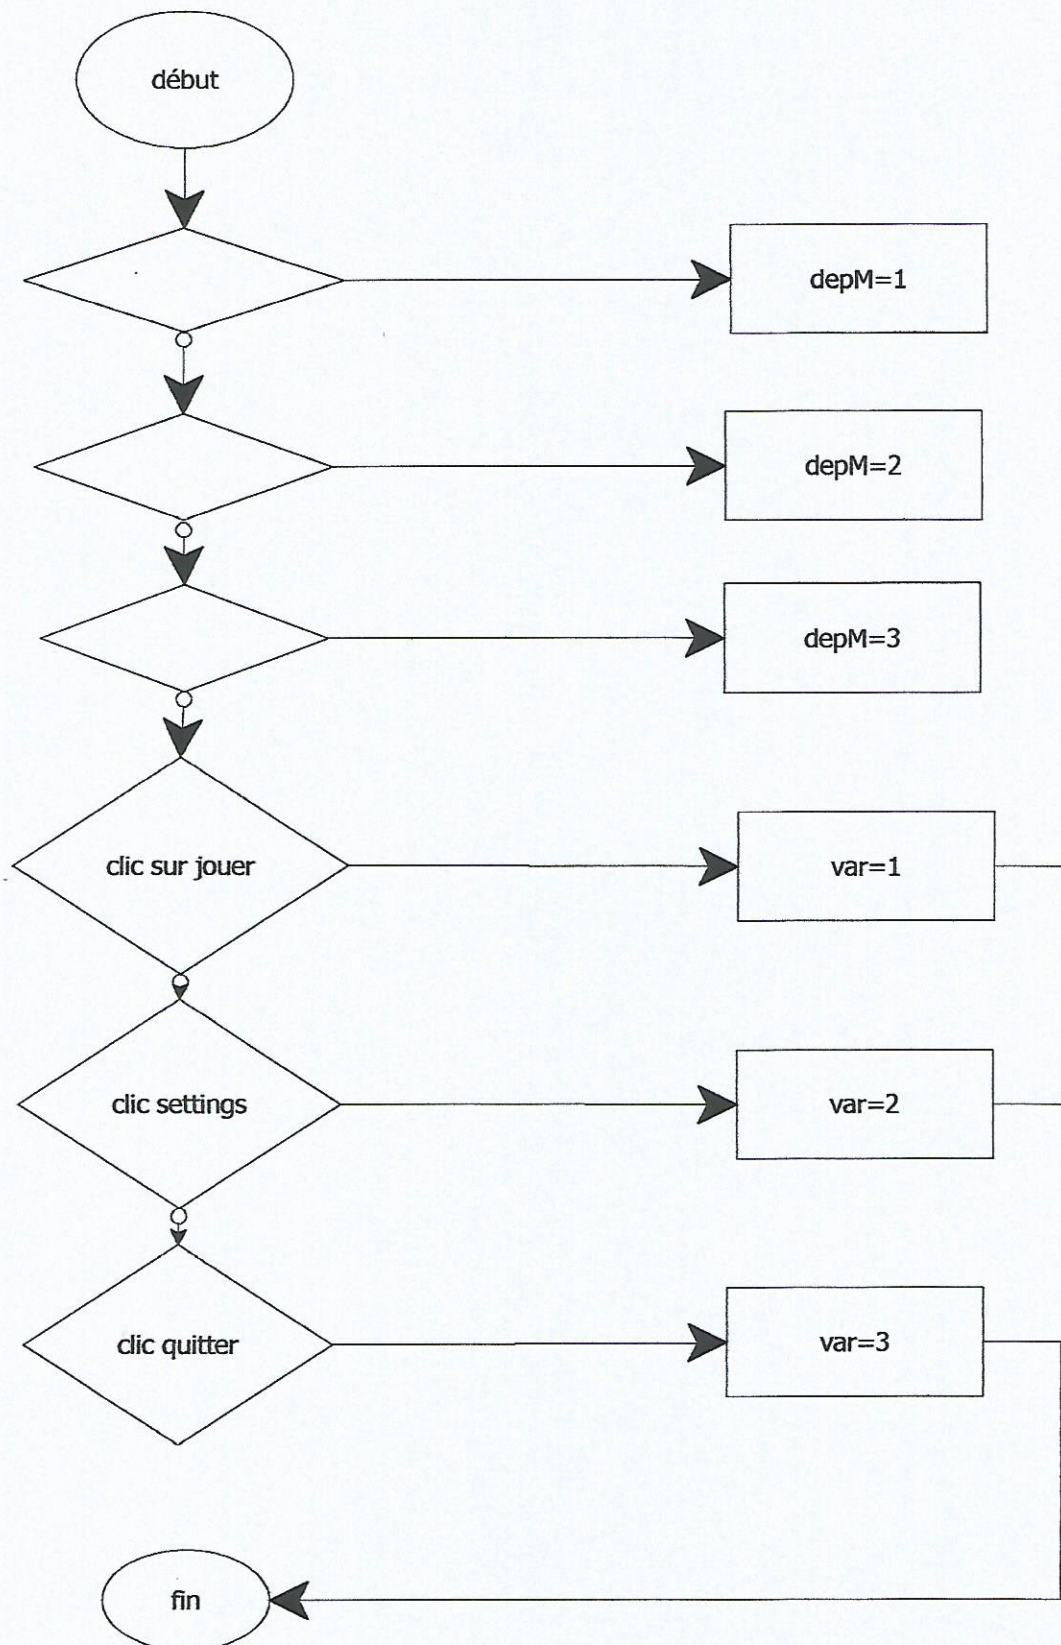 début
depM=1
depM=2
depM=3
clic sur jouer
var=1
clic settings
var=2
clic quitter
var=3
fin